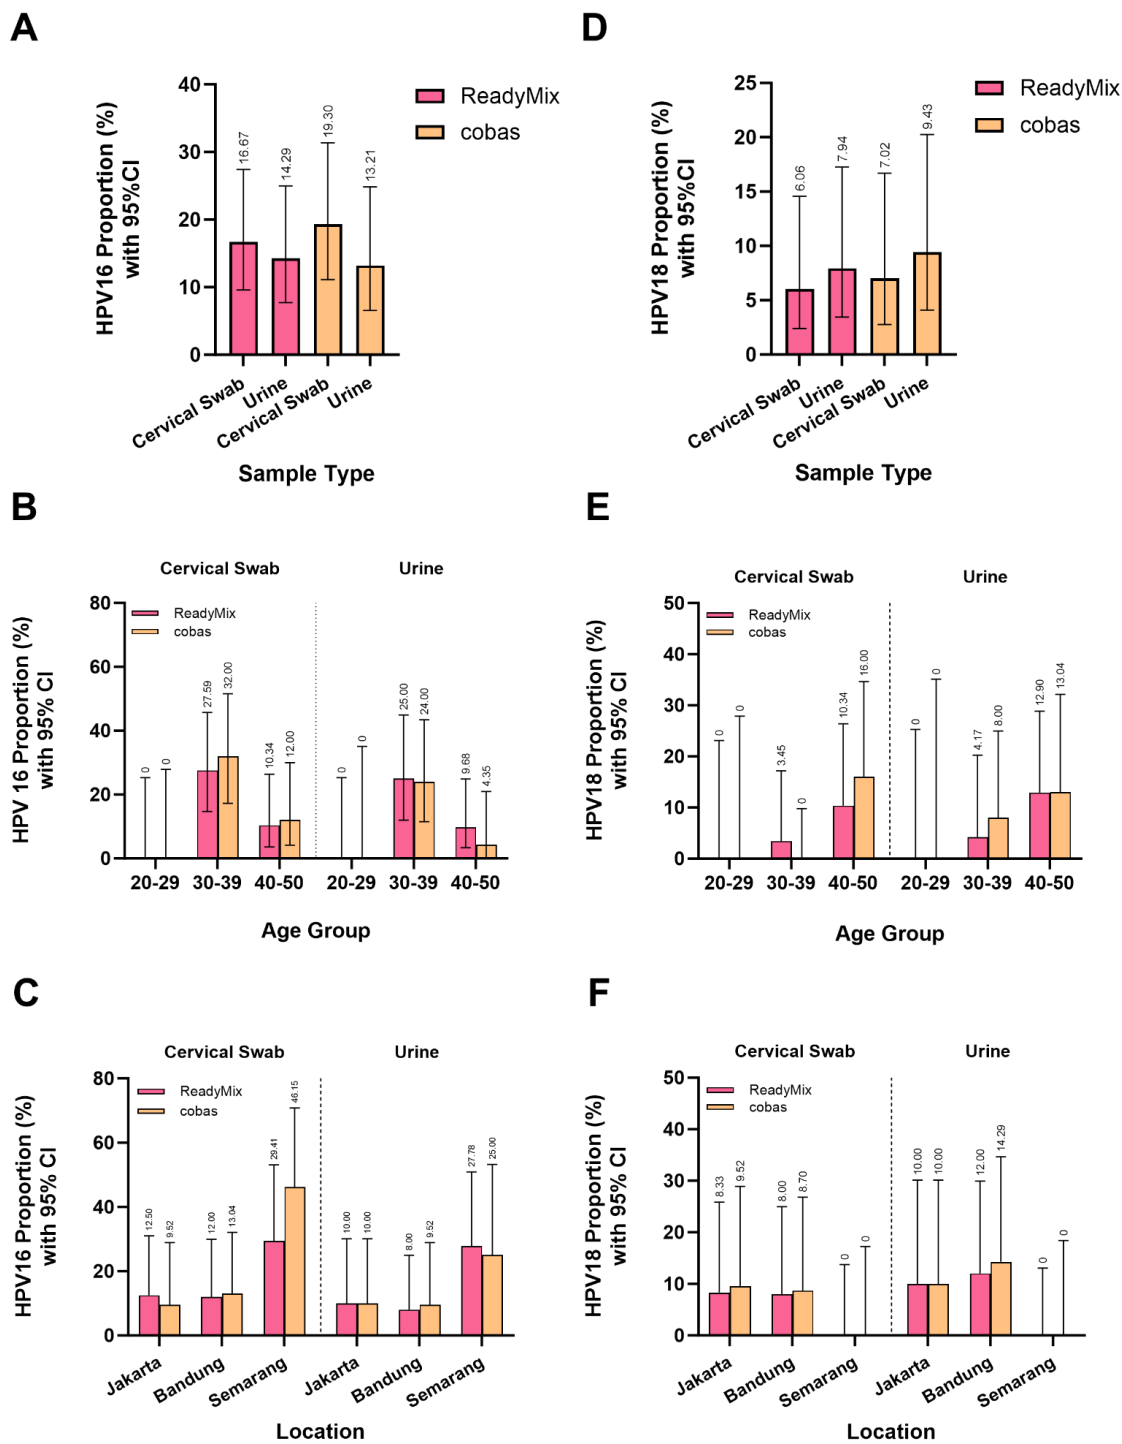 A
HPV16 Proportion (%)
with 95%CI
40
30
20
10
0
16.67
14.29
19.30
13.21
ReadyMix
cobas
Cervical Swab
Urine
Cervical Swab
Urine
Sample Type
D
HPV18 Proportion (%)
with 95%CI
25
20
15
10
5
0
6.06
7.94
7.02
9.43
ReadyMix
cobas
Cervical Swab
Urine
Cervical Swab
Urine
Sample Type
B
Cervical Swab
Urine
HPV 16 Proportion (%)
with 95% CI
80
60
40
20
0
ReadyMix
cobas
0
0
27.59
32.00
10.34
12.00
0
0
25.00
24.00
9.68
4.35
20-29
30-39
40-50
20-29
30-39
40-50
Age Group
E
Cervical Swab
Urine
HPV18 Proportion (%)
with 95% CI
50
40
30
20
10
0
ReadyMix
cobas
0
0
3.45
0
10.34
16.00
0
0
4.17
8.00
12.90
13.04
20-29
30-39
40-50
20-29
30-39
40-50
Age Group
C
Cervical Swab
Urine
HPV16 Proportion (%)
with 95% CI
80
60
40
20
0
ReadyMix
cobas
12.50
9.52
12.00
13.04
29.41
46.15
10.00
10.00
8.00
9.52
27.78
25.00
Jakarta
Bandung
Semarang
Jakarta
Bandung
Semarang
Location
F
Cervical Swab
Urine
HPV18 Proportion (%)
with 95% CI
50
40
30
20
10
0
ReadyMix
cobas
8.33
9.52
8.00
8.70
0
0
10.00
10.00
12.00
14.29
0
0
Jakarta
Bandung
Semarang
Jakarta
Bandung
Semarang
Location